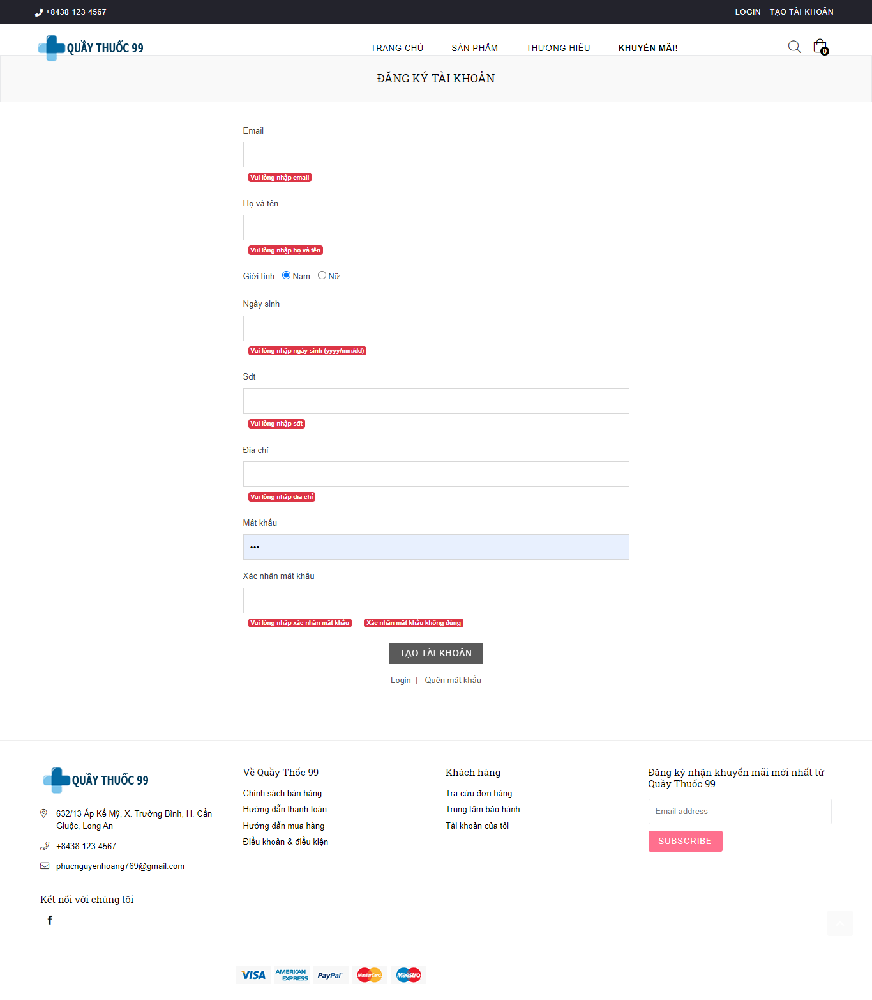 +8438 123 4567
LOGIN TẠO TÀI KHOẢN
QUẦY THUỐC 99
TRANG CHỦ SẢN PHẨM THƯƠNG HIỆU KHUYẾN MÃI!
0
ĐĂNG KÝ TÀI KHOẢN
Email
Vui lòng nhập email
Họ và tên
Vui lòng nhập họ và tên
Giới tính Nam Nữ
Ngày sinh
Vui lòng nhập ngày sinh (yyyy/mm/dd)
Sđt
Vui lòng nhập sđt
Địa chỉ
Vui lòng nhập địa chỉ
Mật khẩu
•••
Xác nhận mật khẩu
Vui lòng nhập xác nhận mật khẩu Xác nhận mật khẩu không đúng
TẠO TÀI KHOẢN
Login | Quên mật khẩu
QUẦY THUỐC 99
632/13 Ấp Kế Mỹ, X. Trường Bình, H. Cần
Giuộc, Long An
+8438 123 4567
phucnguyenhoang769@gmail.com
Kết nối với chúng tôi
Về Quầy Thốc 99
Chính sách bán hàng
Hướng dẫn thanh toán
Hướng dẫn mua hàng
Điều khoản & điều kiện
Khách hàng
Tra cứu đơn hàng
Trung tâm bảo hành
Tài khoản của tôi
Đăng ký nhận khuyến mãi mới nhất từ
Quầy Thuốc 99
Email address
SUBSCRIBE
VISA AMERICAN EXPRESS PayPal MasterCard Maestro